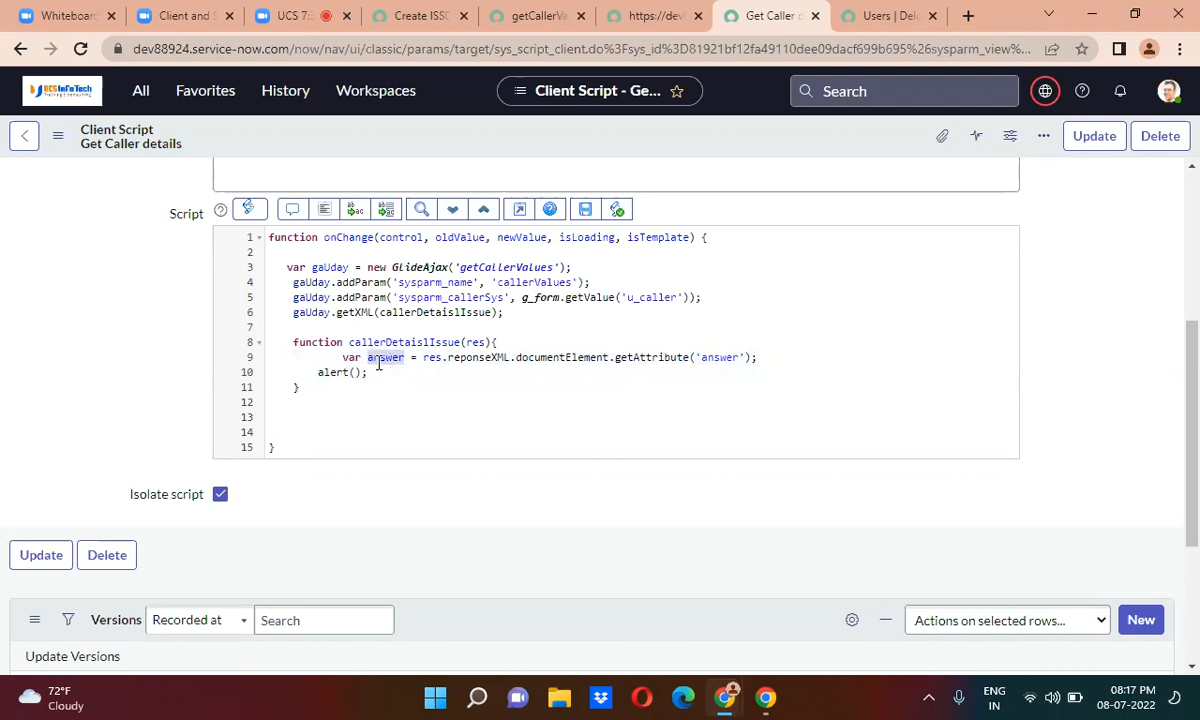 Whiteboard
Client and S
UCS 7:3
Create ISSC
getCallerVa
https://dev
Get Caller d
Users | Del
dev88924.service-now.com/now/nav/ui/classic/params/target/sys_script_client.do%3Fsys_id%3D81921bf12fa49110dee09dacf699b695%26sysparm_view%...
UCSInfoTech
All
Favorites
History
Workspaces
Client Script - Ge...
Search
Client Script
Get Caller details
Update
Delete
Script
1 function onChange(control, oldValue, newValue, isLoading, isTemplate) {
2
3 var gaUday = new GlideAjax('getCallerValues');
4 gaUday.addParam('sysparm_name', 'callerValues');
5 gaUday.addParam('sysparm_callerSys', g_form.getValue('u_caller'));
6 gaUday.getXML(callerDetaislIssue);
7
8 function callerDetaislIssue(res){
9 var answer = res.reponseXML.documentElement.getAttribute('answer');
10 alert();
11 }
12
13
14
15 }
Isolate script
Update
Delete
Versions
Recorded at
Search
Actions on selected rows...
New
Update Versions
72°F
Cloudy
ENG
IN
08:17 PM
08-07-2022